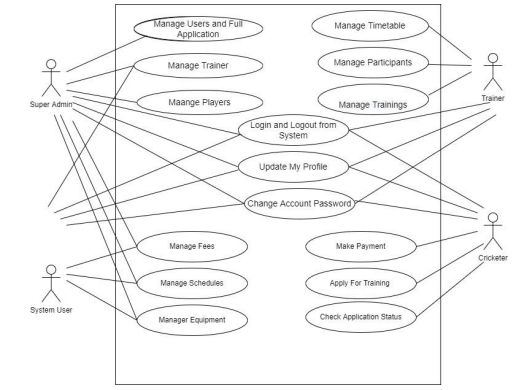 Manage Users and Full
Application
Manage Timetable
Manage Trainer
Manage Participants
Super Admin
Trainer
Maange Players
Manage Trainings
Login and Logout from
System
Update My Profile
Change Account Password
Manage Fees
Make Payment
Cricketer
Manage Schedules
Apply For Training
System User
Manager Equipment
Check Application Status